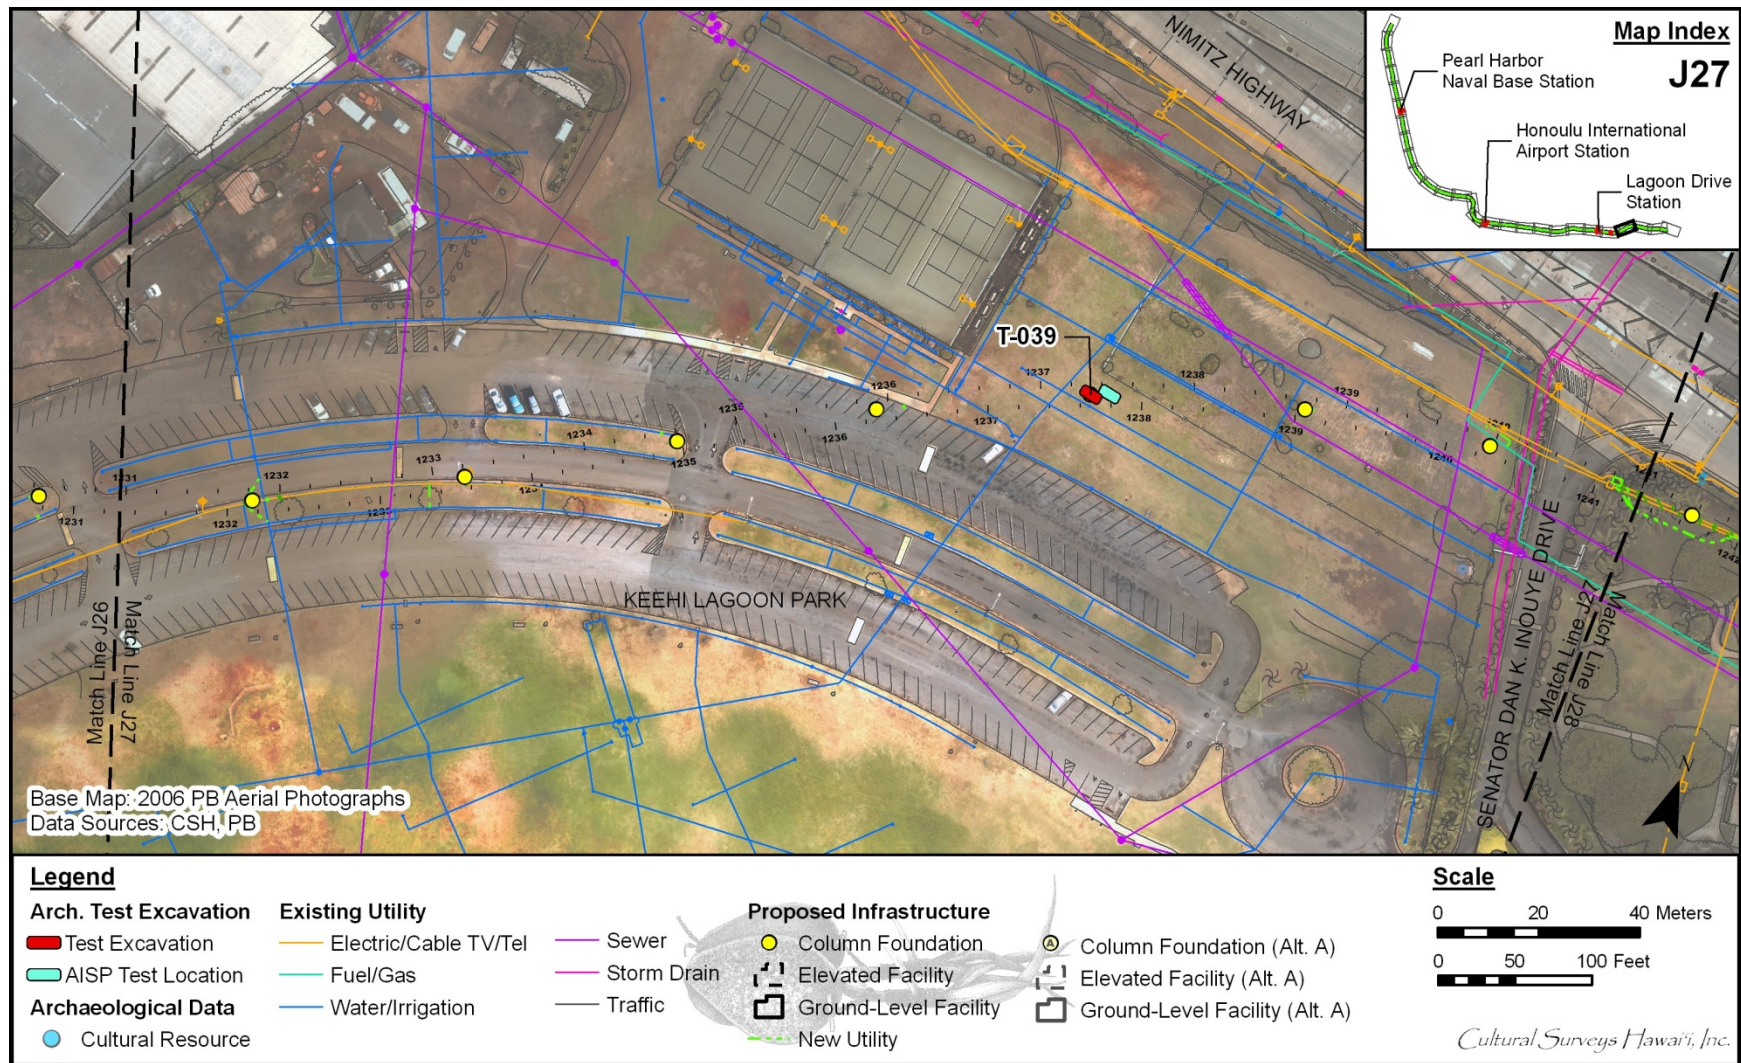 Map Index
J27
Pearl Harbor
Naval Base Station
Honoulu International
Airport Station
Lagoon Drive
Station
NIMITZ HIGHWAY
T-039
1236
1237
1238
1239
1235
1236
1237
1238
1239
1240
1241
1242
1231
1232
1233
1234
1235
1231
1232
1233
KEEHI LAGOON PARK
SENATOR DAN K. INOUYE DRIVE
Match Line J26
Match Line J27
Match Line J27
Match Line J28
N
Base Map: 2006 PB Aerial Photographs
Data Sources: CSH, PB
Legend
Arch. Test Excavation
Test Excavation
AISP Test Location
Archaeological Data
Cultural Resource
Existing Utility
Electric/Cable TV/Tel
Fuel/Gas
Water/Irrigation
Sewer
Storm Drain
Traffic
Proposed Infrastructure
Column Foundation
Elevated Facility
Ground-Level Facility
New Utility
A Column Foundation (Alt. A)
Elevated Facility (Alt. A)
Ground-Level Facility (Alt. A)
Scale
0 20 40 Meters
0 50 100 Feet
Cultural Surveys Hawai'i, Inc.